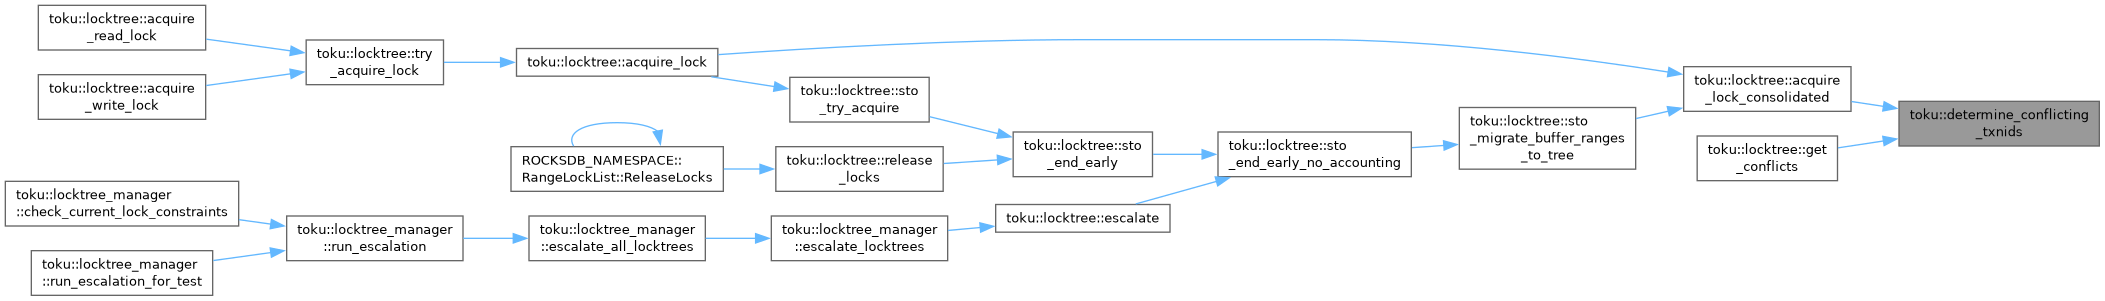 toku::locktree::acquire
_read_lock
toku::locktree::acquire
_write_lock
toku::locktree::try
_acquire_lock
toku::locktree::acquire_lock
toku::locktree::sto
_try_acquire
ROCKSDB_NAMESPACE::
RangeLockList::ReleaseLocks
toku::locktree::release
_locks
toku::locktree::sto
_end_early
toku::locktree::sto
_end_early_no_accounting
toku::locktree::sto
_migrate_buffer_ranges
_to_tree
toku::locktree::acquire
_lock_consolidated
toku::locktree::get
_conflicts
toku::determine_conflicting
_txnids
toku::locktree_manager
::check_current_lock_constraints
toku::locktree_manager
::run_escalation_for_test
toku::locktree_manager
::run_escalation
toku::locktree_manager
::escalate_all_locktrees
toku::locktree_manager
::escalate_locktrees
toku::locktree::escalate